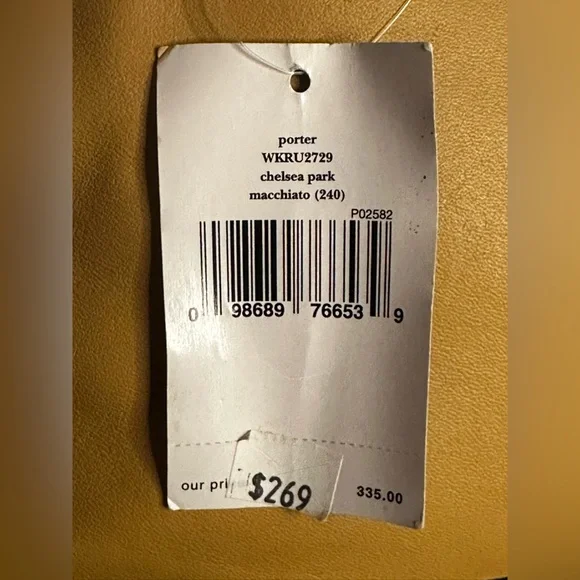 porter
WKRU2729
chelsea park
macchiato (240)
P02582
0 98689 76653 9
our pri $269 335.00